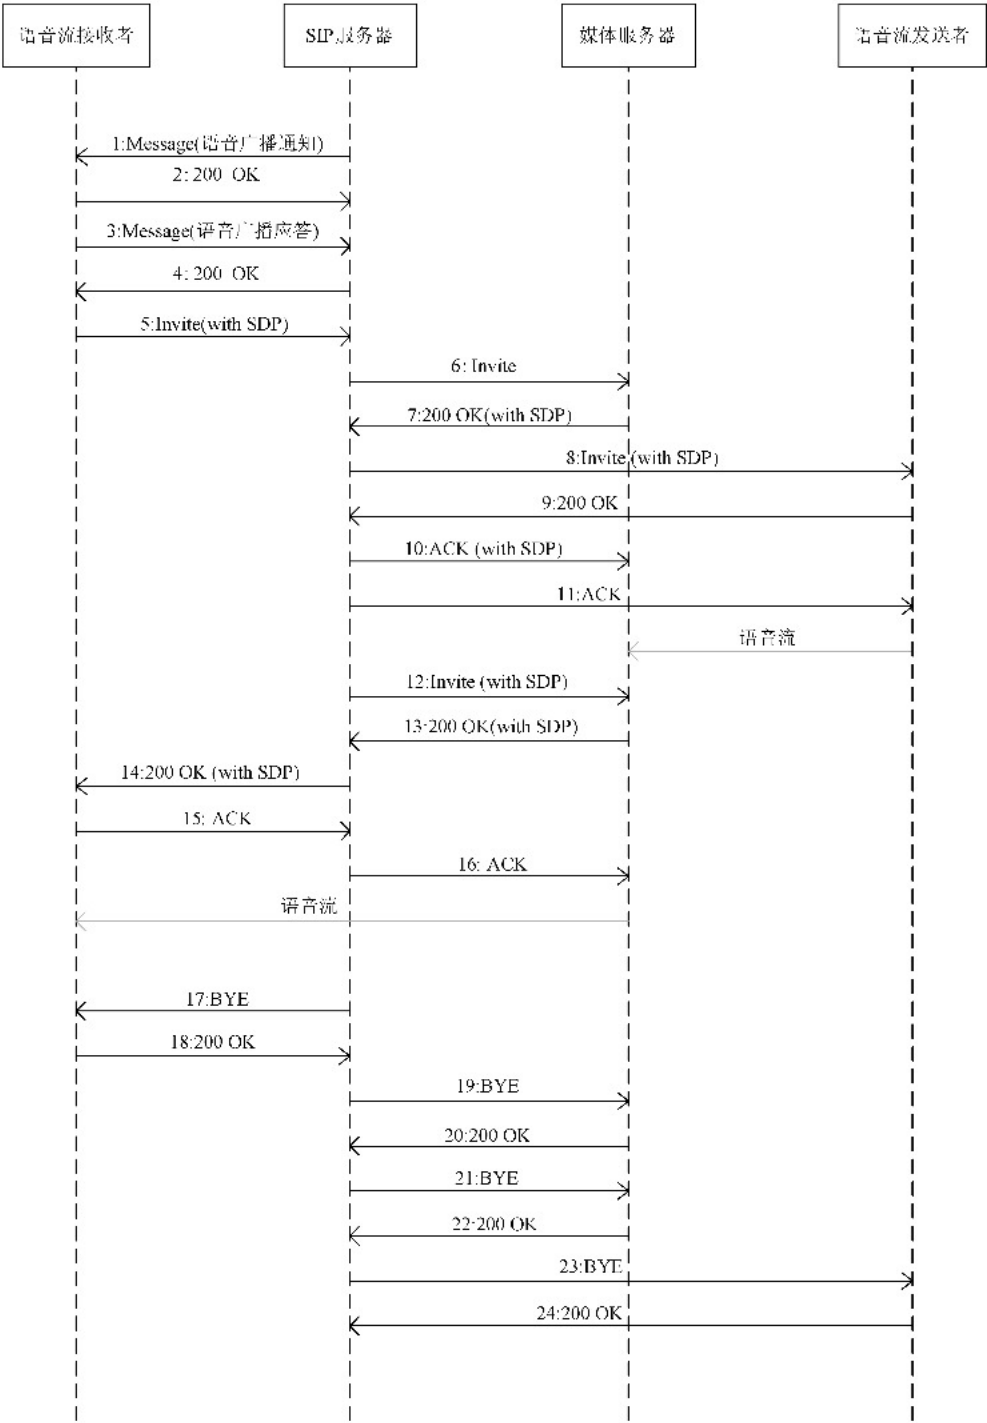 语音流接收者
SIP服务器
媒体服务器
语音流发送者
1:Message(语音广播通知)
2: 200 OK
3:Message(语音广播应答)
4: 200 OK
5:Invite(with SDP)
6: Invite
7:200 OK(with SDP)
8:Invite (with SDP)
9:200 OK
10:ACK (with SDP)
11:ACK
语音流
12:Invite (with SDP)
13:200 OK(with SDP)
14:200 OK (with SDP)
15: ACK
16: ACK
语音流
17:BYE
18:200 OK
19:BYE
20:200 OK
21:BYE
22:200 OK
23:BYE
24:200 OK